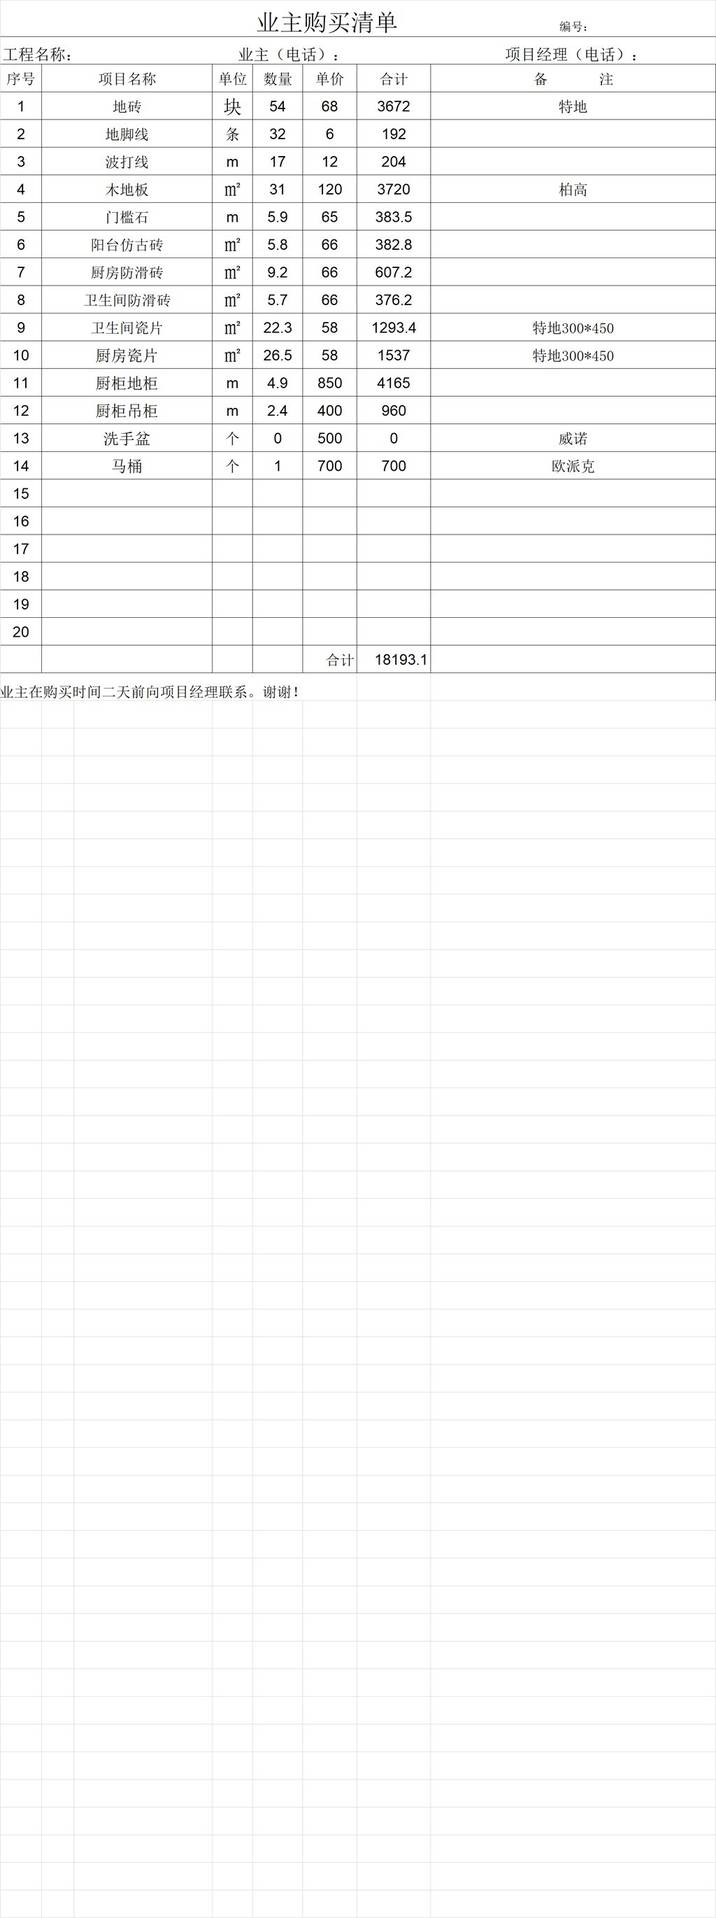 业主购买清单 编号:
工程名称: 业主（电话）: 项目经理（电话）:
序号 项目名称 单位 数量 单价 合计 备 注
1 地砖 块 54 68 3672 特地
2 地脚线 条 32 6 192
3 波打线 m 17 12 204
4 木地板 ㎡ 31 120 3720 柏高
5 门槛石 m 5.9 65 383.5
6 阳台仿古砖 ㎡ 5.8 66 382.8
7 厨房防滑砖 ㎡ 9.2 66 607.2
8 卫生间防滑砖 ㎡ 5.7 66 376.2
9 卫生间瓷片 ㎡ 22.3 58 1293.4 特地300*450
10 厨房瓷片 ㎡ 26.5 58 1537 特地300*450
11 厨柜地柜 m 4.9 850 4165
12 厨柜吊柜 m 2.4 400 960
13 洗手盆 个 0 500 0 威诺
14 马桶 个 1 700 700 欧派克
15
16
17
18
19
20
合计 18193.1
业主在购买时间二天前向项目经理联系。谢谢！